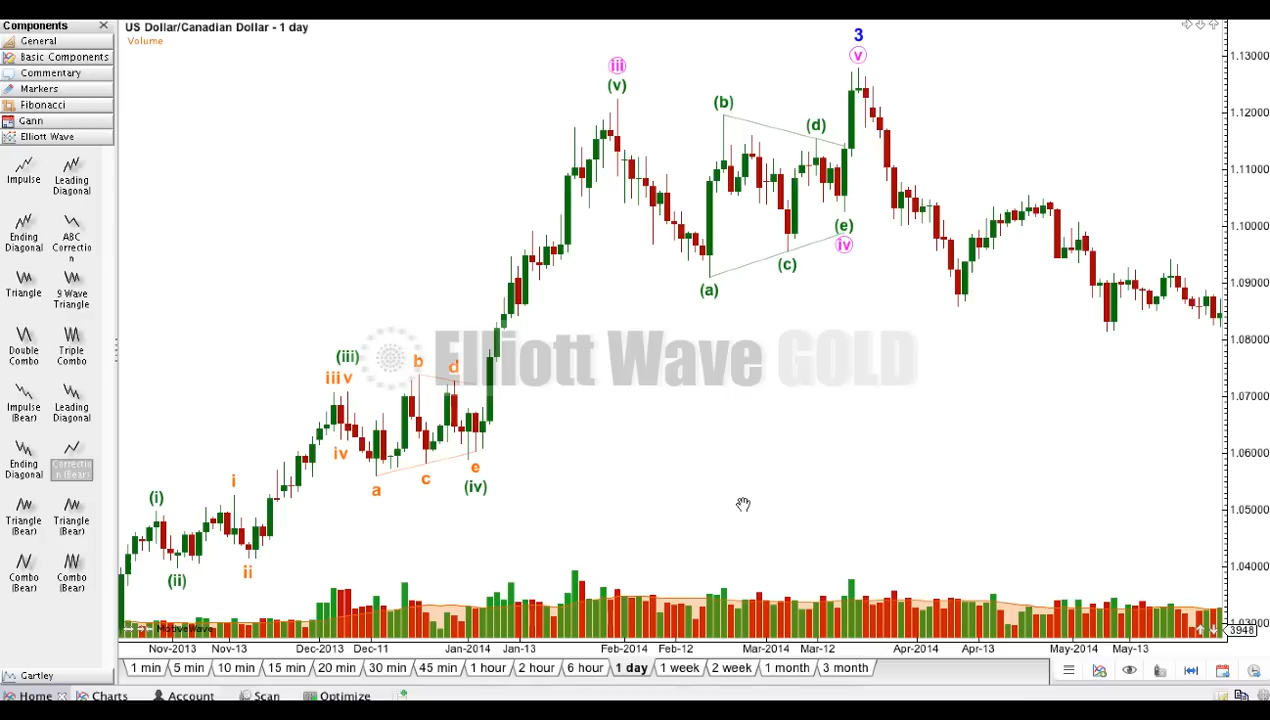 Components
General
Basic Components
Commentary
Markers
Fibonacci
Gann
Elliott Wave
Impulse
Leading Diagonal
Ending Diagonal
ABC Correctio n
Triangle
9 Wave Triangle
Double Combo
Triple Combo
Impulse (Bear)
Leading Diagonal
Ending Diagonal
Correctio n (Bear)
Triangle (Bear)
Triangle (Bear)
Combo (Bear)
Combo (Bear)
Gartley
US Dollar/Canadian Dollar - 1 day
Volume
3
v
iii
(v)
(b)
(d)
(e)
iv
(c)
(a)
Elliott Wave GOLD
(iii)
iii v
b
d
iv
a
c
e
(iv)
i
(i)
ii
(ii)
1.13000
1.12000
1.11000
1.10000
1.09000
1.08000
1.07000
1.06000
1.05000
1.04000
1.03000
3948
MotiveWave
Nov-2013 Nov-13 Dec-2013 Dec-11 Jan-2014 Jan-13 Feb-2014 Feb-12 Mar-2014 Mar-12 Apr-2014 Apr-13 May-2014 May-13
1 min 5 min 10 min 15 min 20 min 30 min 45 min 1 hour 2 hour 6 hour 1 day 1 week 2 week 1 month 3 month
Home Charts Account Scan Optimize